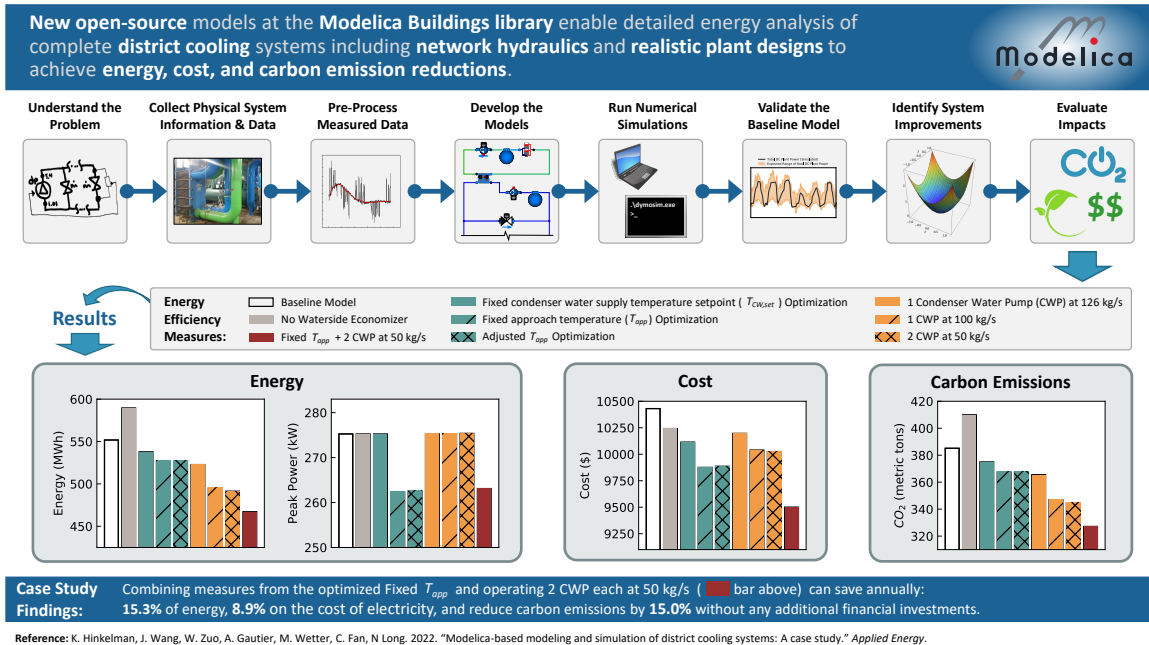 New open-source models at the Modelica Buildings library enable detailed energy analysis of
complete district cooling systems including network hydraulics and realistic plant designs to
achieve energy, cost, and carbon emission reductions.
Modelica
Understand the
Problem
Collect Physical System
Information & Data
Pre-Process
Measured Data
Develop the
Models
Run Numerical
Simulations
Validate the
Baseline Model
Identify System
Improvements
Evaluate
Impacts
.\dymosim.exe
>_
CO2
$$
Results
Energy
Efficiency
Measures:
Baseline Model
No Waterside Economizer
Fixed Tapp + 2 CWP at 50 kg/s
Fixed condenser water supply temperature setpoint ( TCW,set ) Optimization
Fixed approach temperature (Tapp) Optimization
Adjusted Tapp Optimization
1 Condenser Water Pump (CWP) at 126 kg/s
1 CWP at 100 kg/s
2 CWP at 50 kg/s
Energy
Energy (MWh)
600
550
500
450
Peak Power (kW)
280
270
260
250
Cost
Cost ($)
10500
10250
10000
9750
9500
9250
Carbon Emissions
CO2 (metric tons)
420
400
380
360
340
320
Case Study
Findings:
Combining measures from the optimized Fixed Tapp and operating 2 CWP each at 50 kg/s ( bar above) can save annually:
15.3% of energy, 8.9% on the cost of electricity, and reduce carbon emissions by 15.0% without any additional financial investments.
Reference: K. Hinkelman, J. Wang, W. Zuo, A. Gautier, M. Wetter, C. Fan, N Long. 2022. “Modelica-based modeling and simulation of district cooling systems: A case study.” Applied Energy.